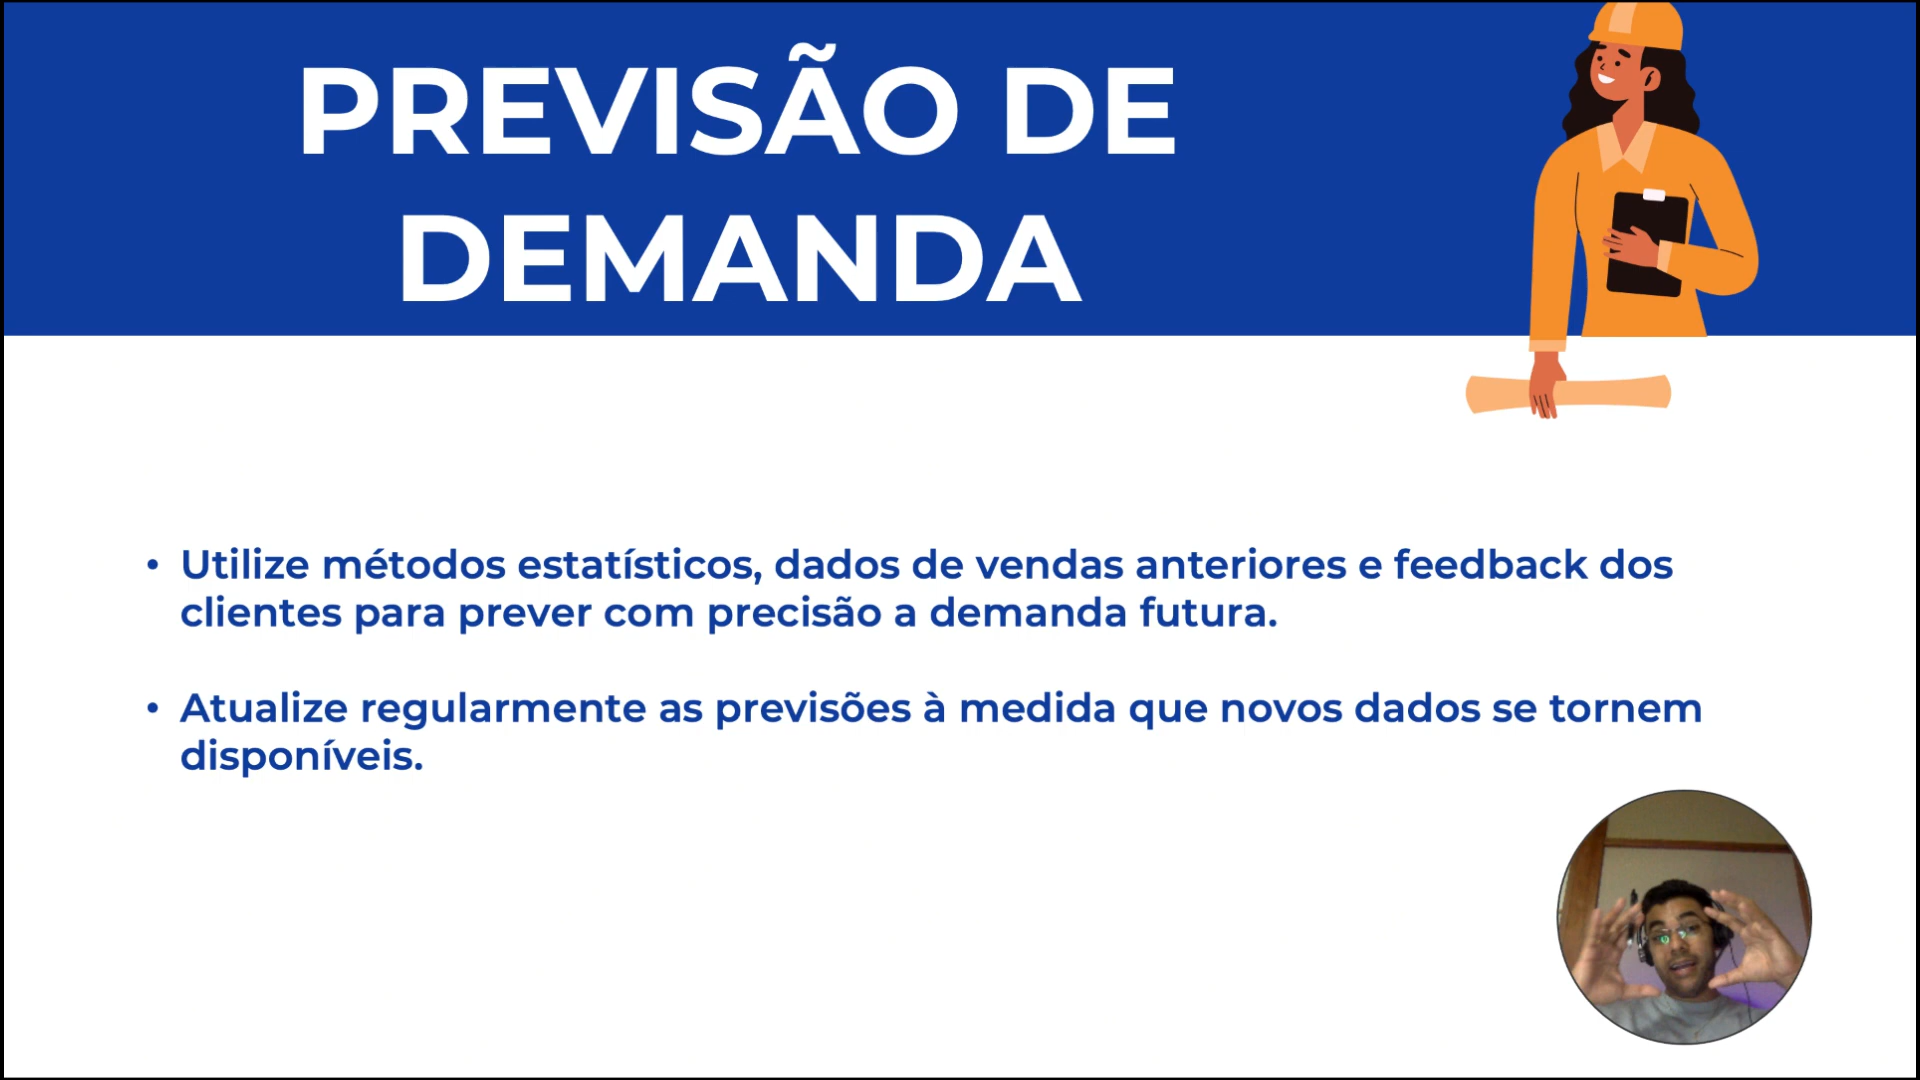 PREVISÃO DE
DEMANDA
• Utilize métodos estatísticos, dados de vendas anteriores e feedback dos
clientes para prever com precisão a demanda futura.
• Atualize regularmente as previsões à medida que novos dados se tornem
disponíveis.